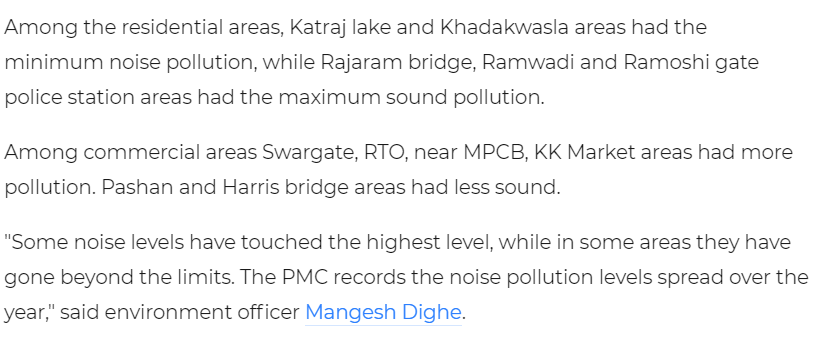 Among the residential areas, Katraj lake and Khadakwasla areas had the
minimum noise pollution, while Rajaram bridge, Ramwadi and Ramoshi gate
police station areas had the maximum sound pollution.
Among commercial areas Swargate, RTO, near MPCB, KK Market areas had more
pollution. Pashan and Harris bridge areas had less sound.
"Some noise levels have touched the highest level, while in some areas they have
gone beyond the limits. The PMC records the noise pollution levels spread over the
year," said environment officer Mangesh Dighe.